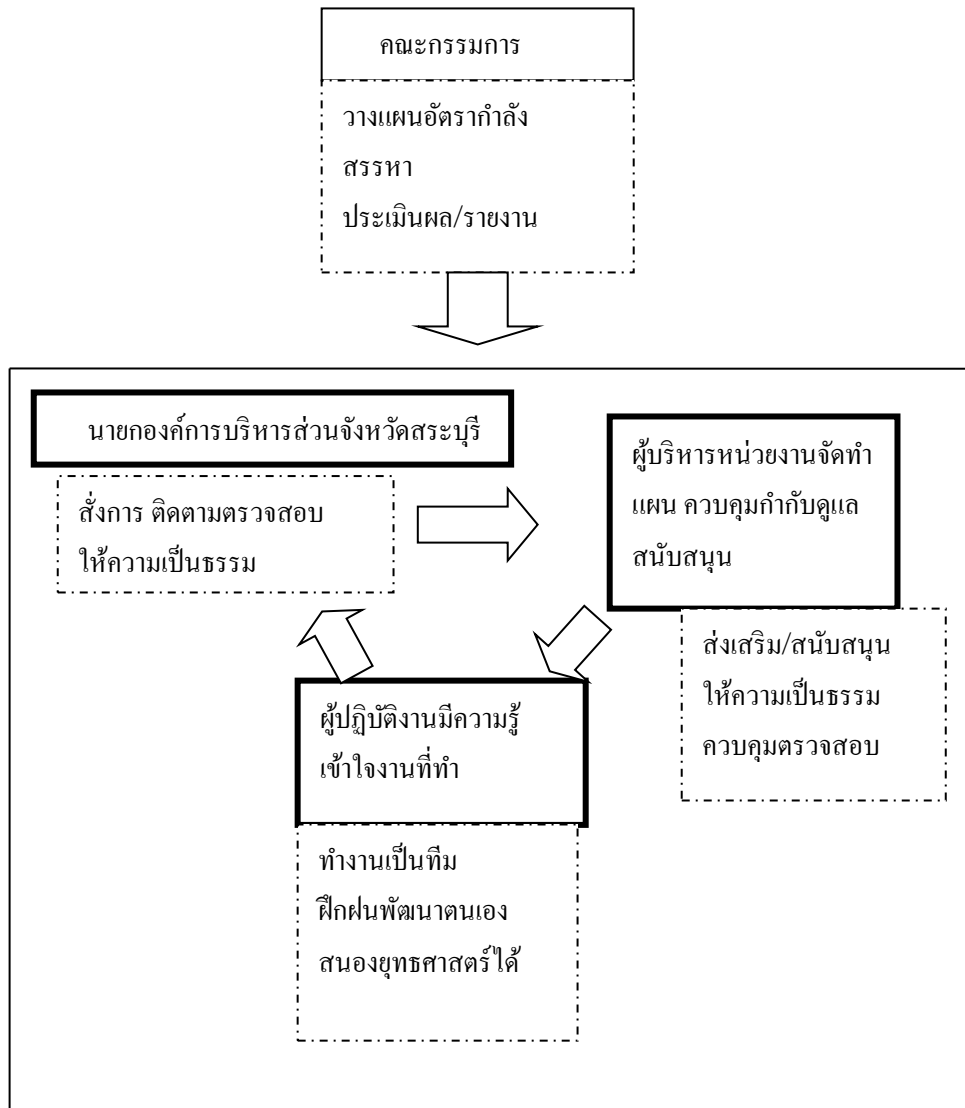 คณะกรรมการ
วางแผนอัตรากำลัง
สรรหา
ประเมินผล/รายงาน
นายกองค์การบริหารส่วนจังหวัดสระบุรี
สั่งการ ติดตามตรวจสอบ
ให้ความเป็นธรรม
ผู้บริหารหน่วยงานจัดทำ
แผน ควบคุมกำกับดูแล
สนับสนุน
ส่งเสริม/สนับสนุน
ให้ความเป็นธรรม
ควบคุมตรวจสอบ
ผู้ปฏิบัติงานมีความรู้
เข้าใจงานที่ทำ
ทำงานเป็นทีม
ฝึกฝนพัฒนาตนเอง
สนองยุทธศาสตร์ได้